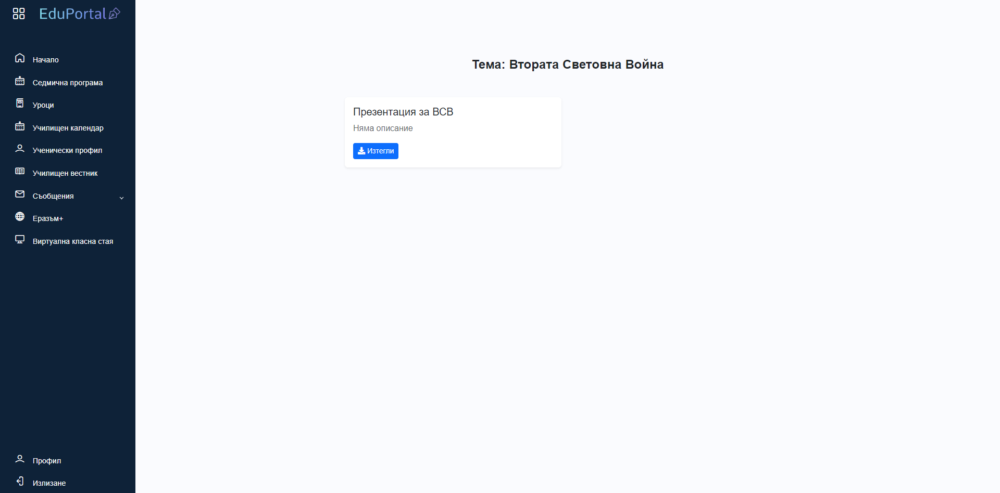 EduPortal
Начало
Седмична програма
Уроци
Училищен календар
Ученически профил
Училищен вестник
Съобщения
Еразъм+
Виртуална класна стая
Профил
Излизане
Тема: Втората Световна Война
Презентация за ВСВ
Няма описание
Изтегли